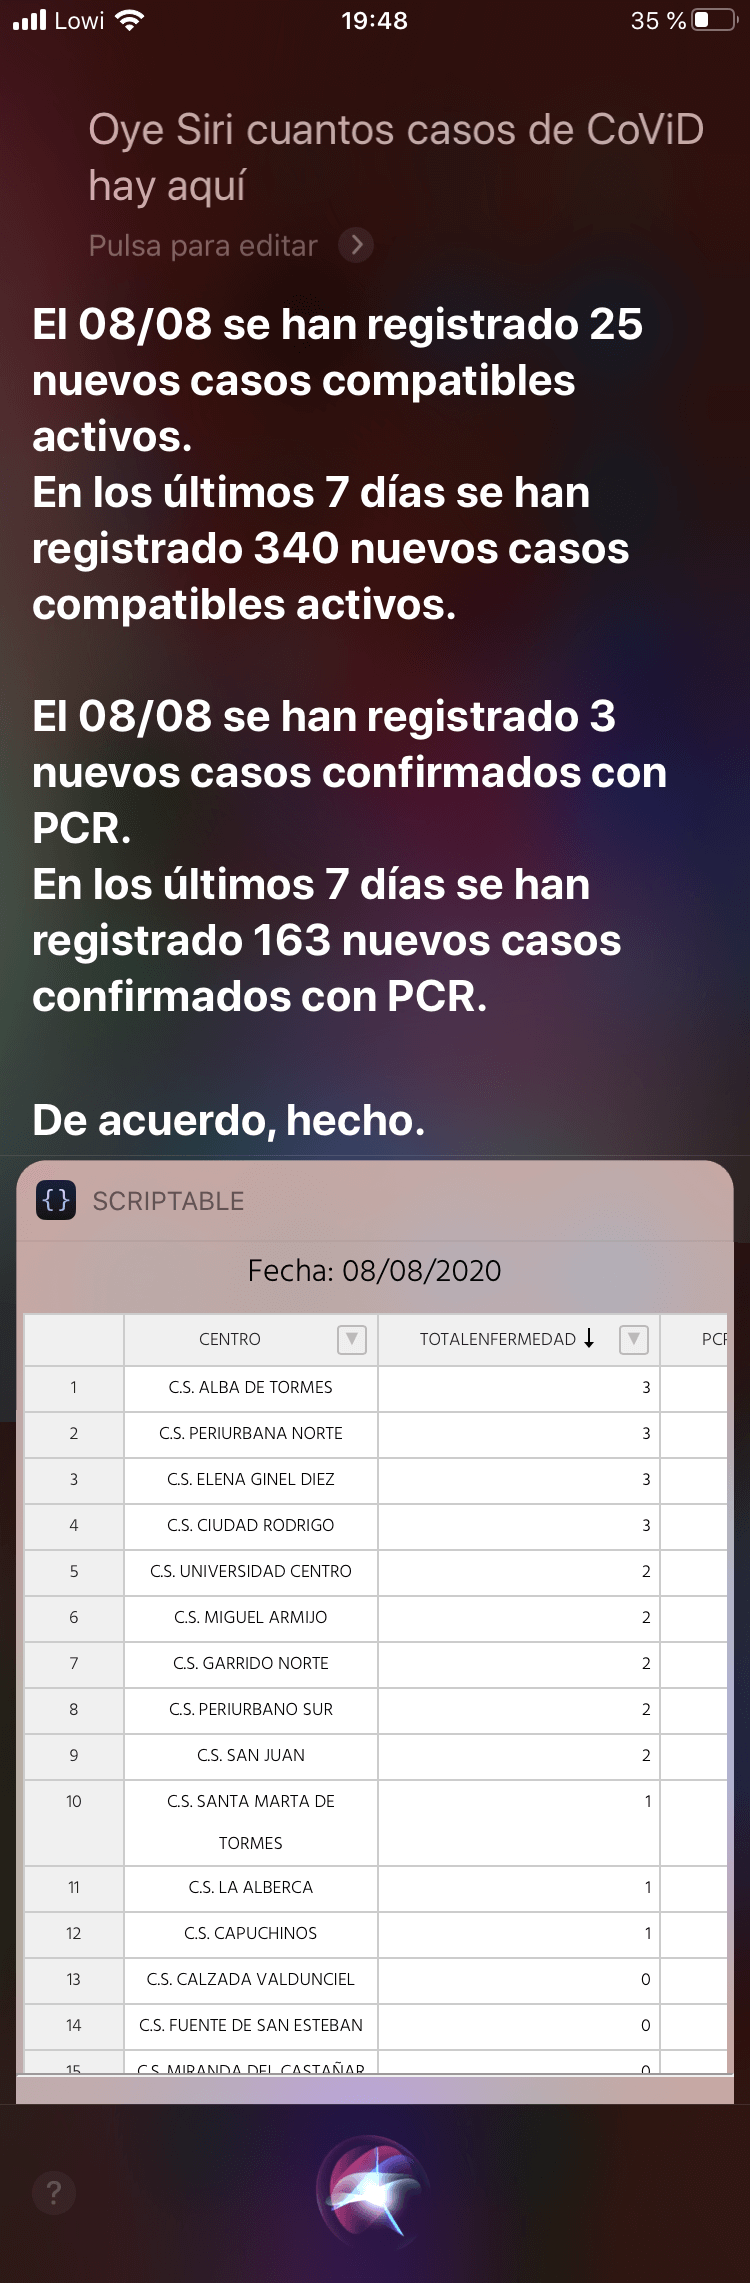 Lowi 19:48 35 %
Oye Siri cuantos casos de CoViD
hay aquí
Pulsa para editar
El 08/08 se han registrado 25
nuevos casos compatibles
activos.
En los últimos 7 días se han
registrado 340 nuevos casos
compatibles activos.
El 08/08 se han registrado 3
nuevos casos confirmados con
PCR.
En los últimos 7 días se han
registrado 163 nuevos casos
confirmados con PCR.
De acuerdo, hecho.
{} SCRIPTABLE
Fecha: 08/08/2020
CENTRO TOTALENFERMEDAD ↓ PCR
1 C.S. ALBA DE TORMES 3
2 C.S. PERIURBANA NORTE 3
3 C.S. ELENA GINEL DIEZ 3
4 C.S. CIUDAD RODRIGO 3
5 C.S. UNIVERSIDAD CENTRO 2
6 C.S. MIGUEL ARMIJO 2
7 C.S. GARRIDO NORTE 2
8 C.S. PERIURBANO SUR 2
9 C.S. SAN JUAN 2
10 C.S. SANTA MARTA DE 1
TORMES
11 C.S. LA ALBERCA 1
12 C.S. CAPUCHINOS 1
13 C.S. CALZADA VALDUNCIEL 0
14 C.S. FUENTE DE SAN ESTEBAN 0
15 C.S. MIRANDA DEL CASTAÑAR 0
?